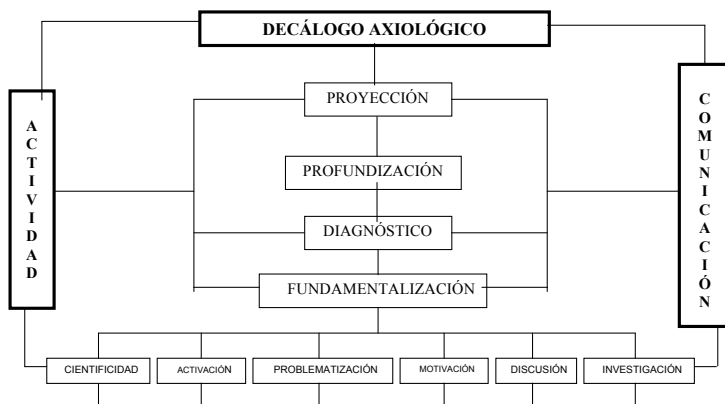 DECÁLOGO AXIOLÓGICO
PROYECCIÓN
ACTIVIDAD
COMUNICACIÓN
PROFUNDIZACIÓN
DIAGNÓSTICO
FUNDAMENTALIZACIÓN
CIENTIFICIDAD
ACTIVACIÓN
PROBLEMATIZACIÓN
MOTIVACIÓN
DISCUSIÓN
INVESTIGACIÓN